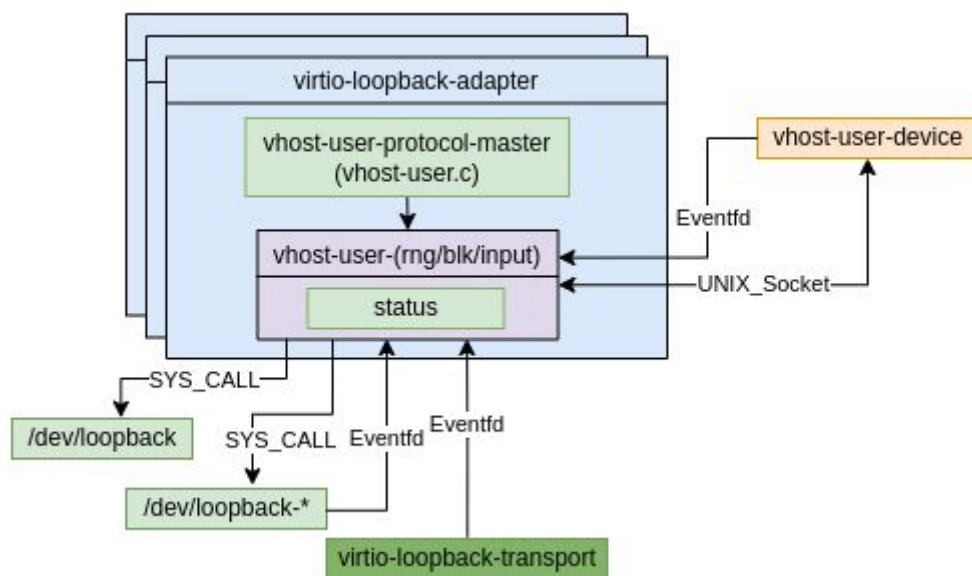 virtio-loopback-adapter
vhost-user-protocol-master
(vhost-user.c)
vhost-user-device
Eventfd
vhost-user-(rng/blk/input)
UNIX_Socket
status
SYS_CALL
/dev/loopback
SYS_CALL
Eventfd
Eventfd
/dev/loopback-*
virtio-loopback-transport